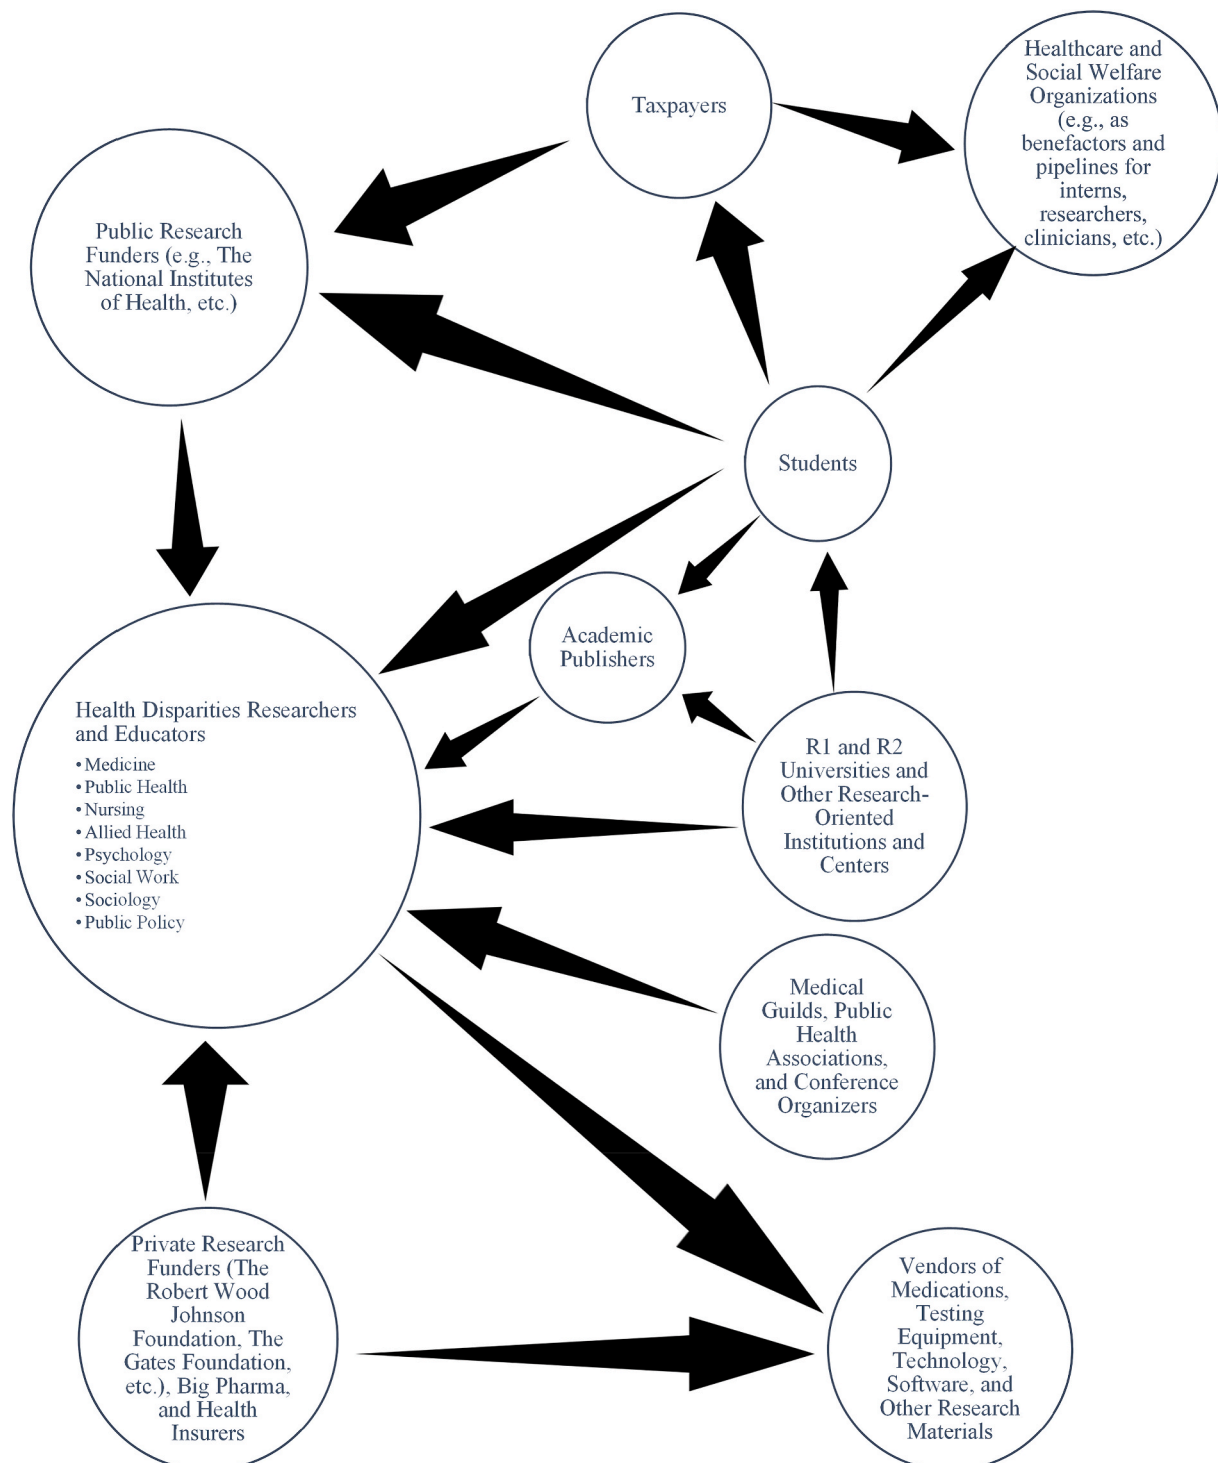 Taxpayers
Healthcare and
Social Welfare
Organizations
(e.g., as
benefactors and
pipelines for
interns,
researchers,
clinicians, etc.)
Public Research
Funders (e.g., The
National Institutes
of Health, etc.)
Students
Academic
Publishers
Health Disparities Researchers
and Educators
• Medicine
• Public Health
• Nursing
• Allied Health
• Psychology
• Social Work
• Sociology
• Public Policy
R1 and R2
Universities and
Other Research-
Oriented
Institutions and
Centers
Medical
Guilds, Public
Health
Associations,
and Conference
Organizers
Private Research
Funders (The
Robert Wood
Johnson
Foundation, The
Gates Foundation,
etc.), Big Pharma,
and Health
Insurers
Vendors of
Medications,
Testing
Equipment,
Technology,
Software, and
Other Research
Materials